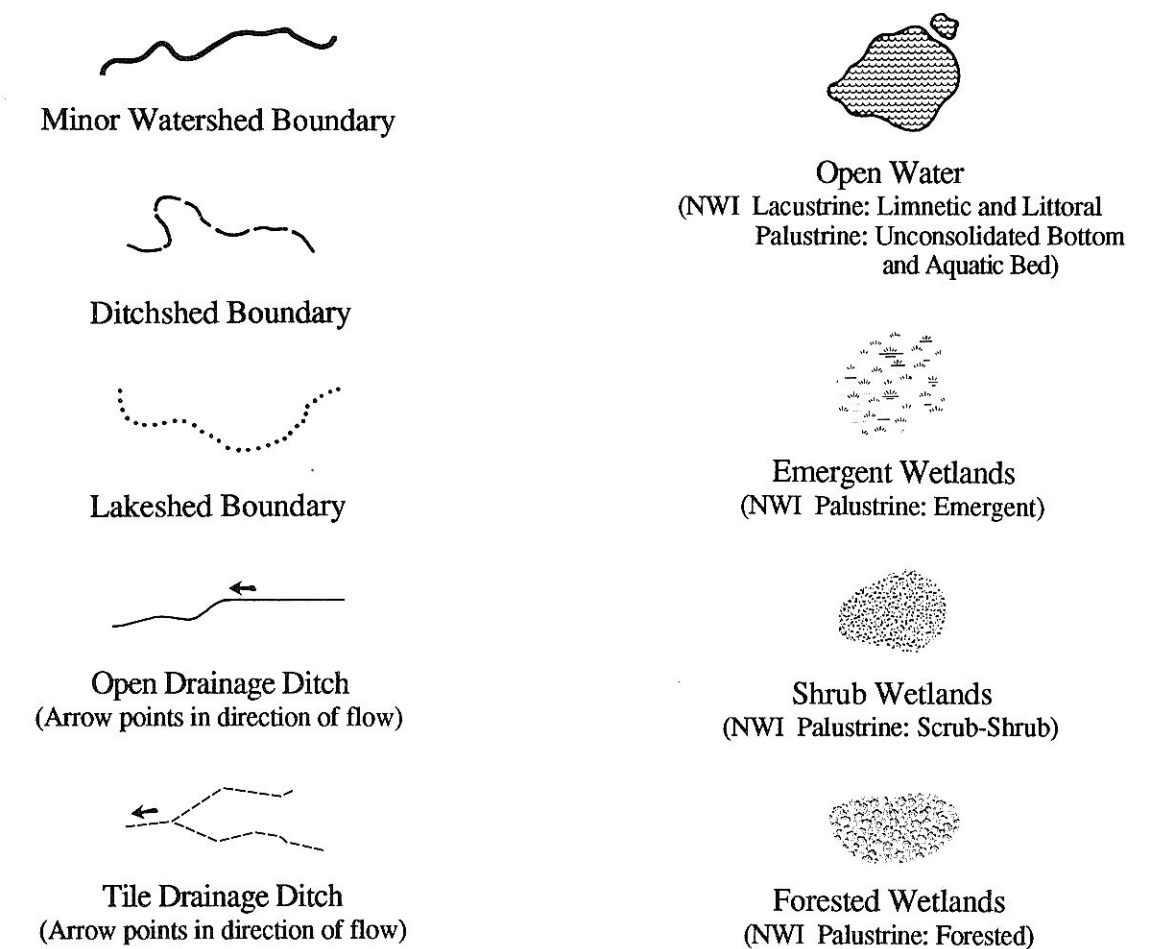 Minor Watershed Boundary
Ditchshed Boundary
Lakeshed Boundary
Open Drainage Ditch
(Arrow points in direction of flow)
Tile Drainage Ditch
(Arrow points in direction of flow)
Open Water
(NWI Lacustrine: Limnetic and Littoral
Palustrine: Unconsolidated Bottom
and Aquatic Bed)
Emergent Wetlands
(NWI Palustrine: Emergent)
Shrub Wetlands
(NWI Palustrine: Scrub-Shrub)
Forested Wetlands
(NWI Palustrine: Forested)